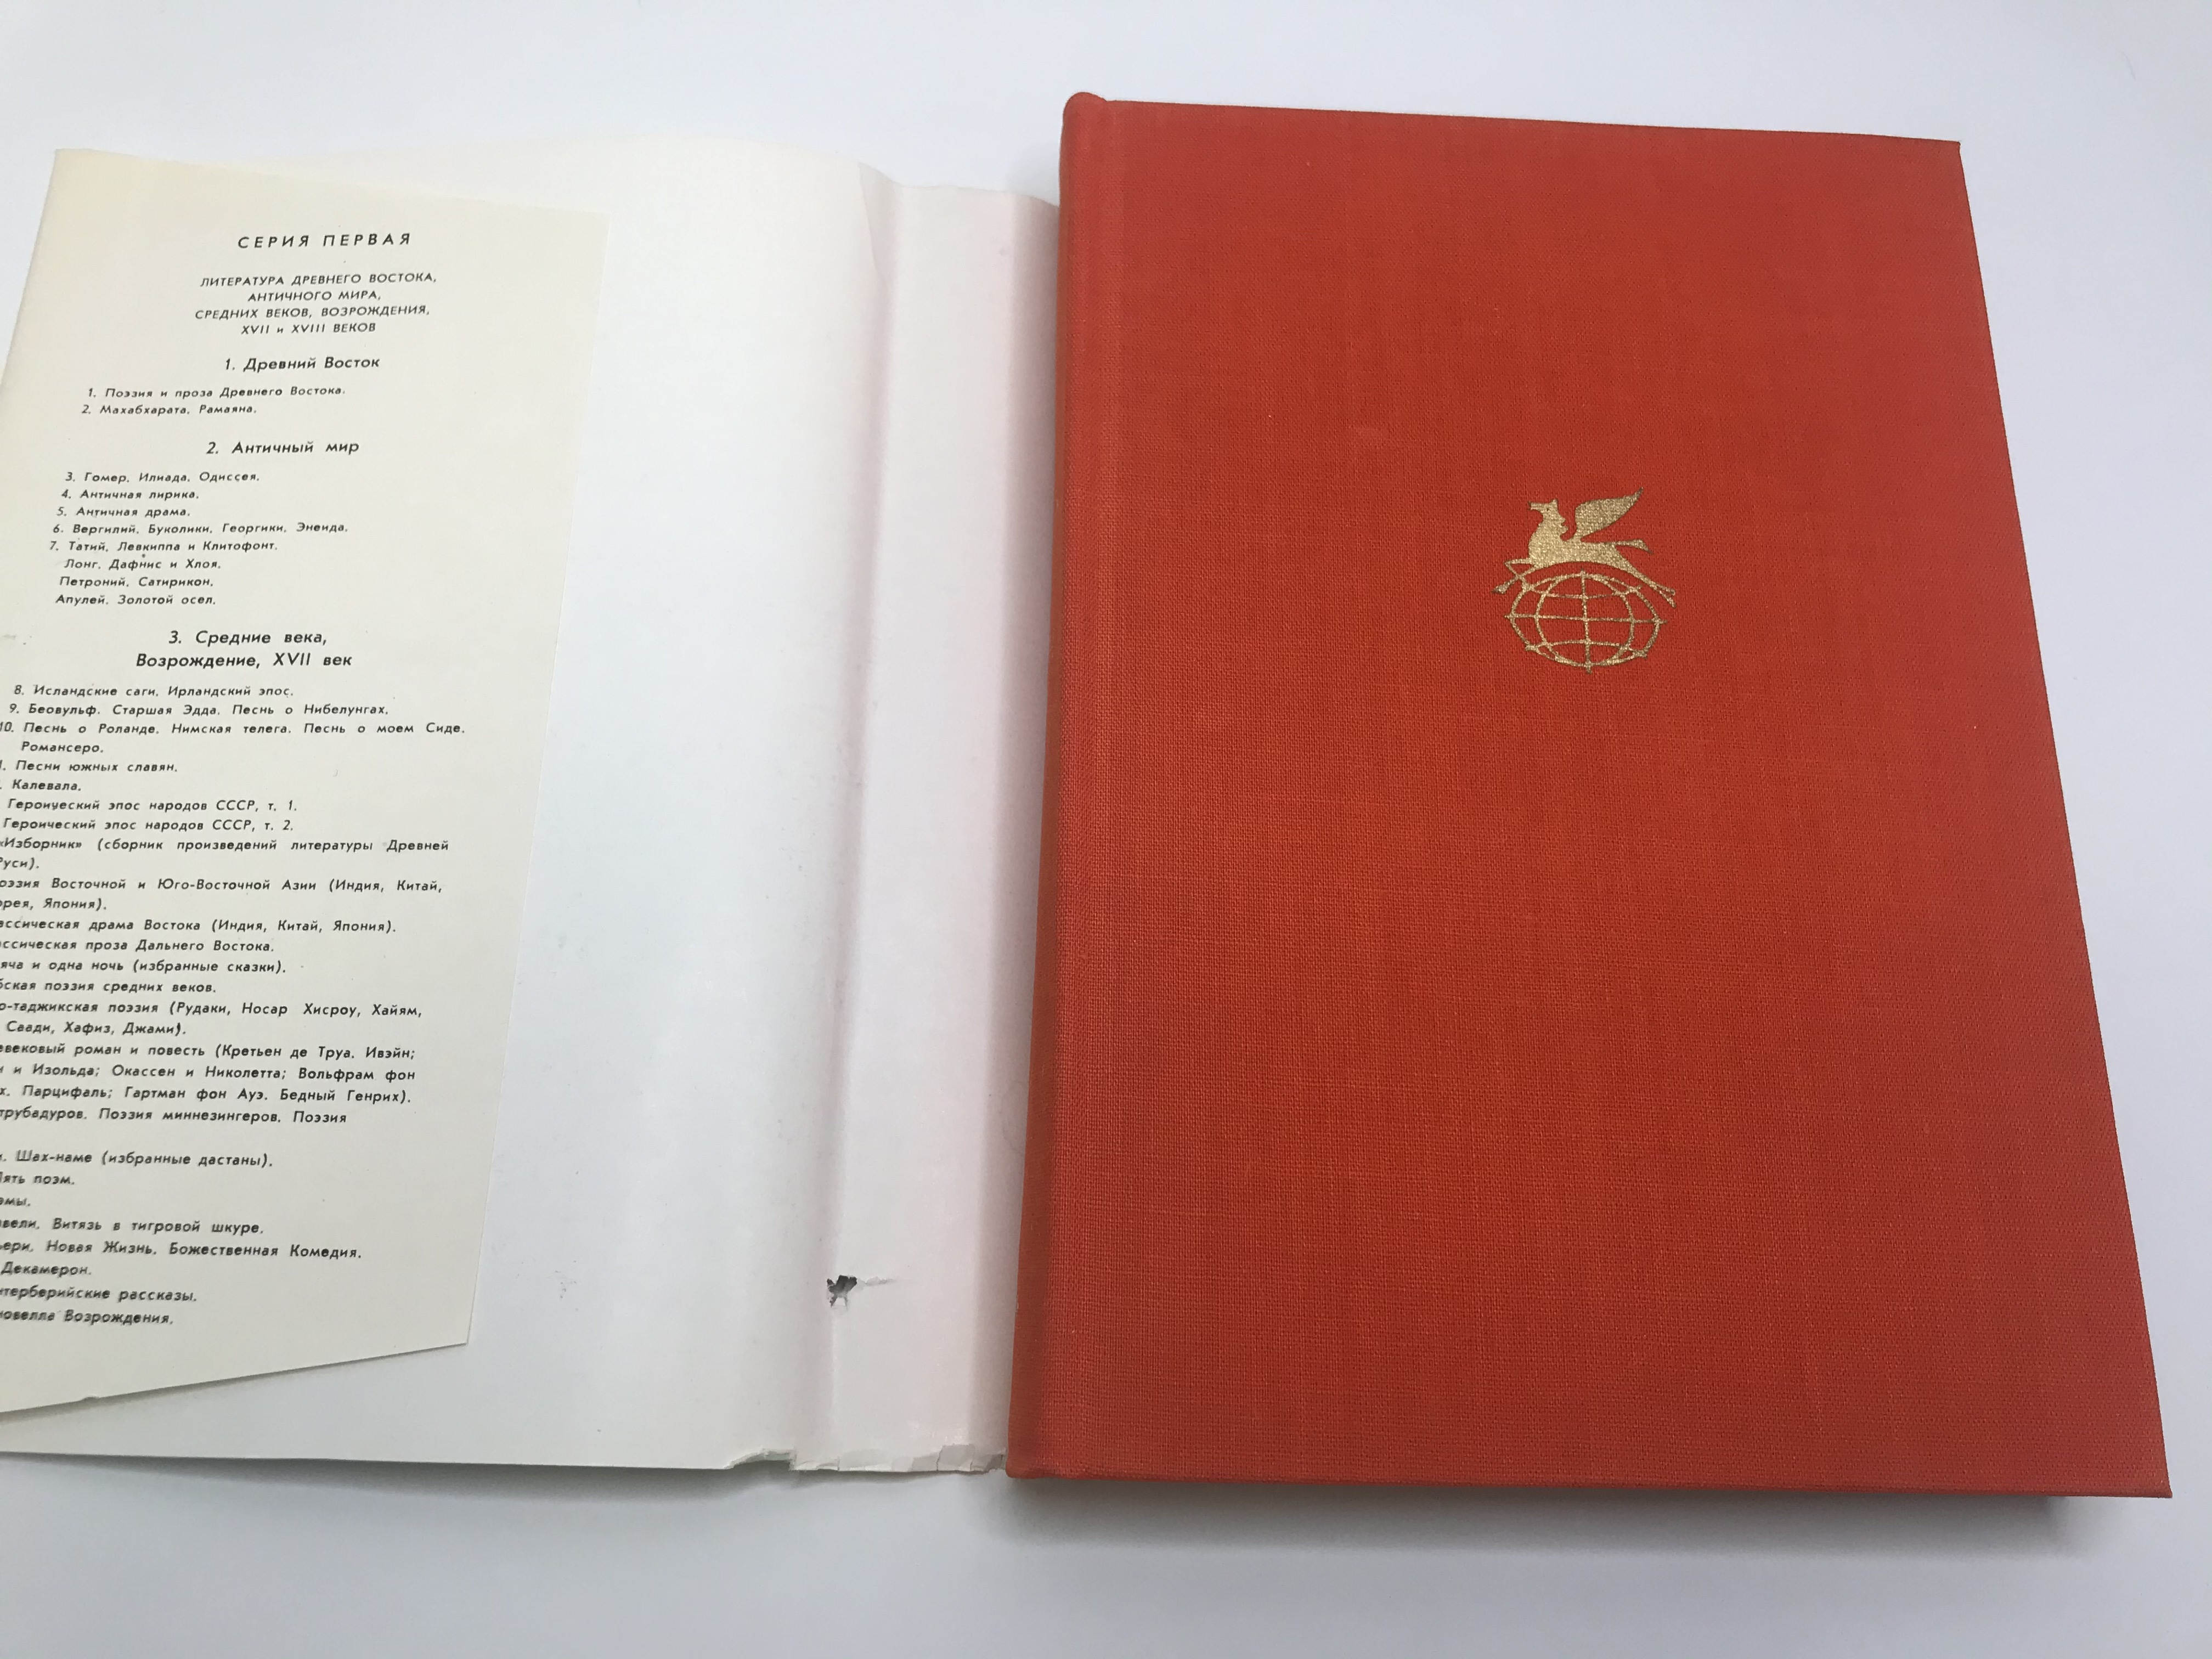 СЕРИЯ ПЕРВАЯ
ЛИТЕРАТУРА ДРЕВНЕГО ВОСТОКА,
АНТИЧНОГО МИРА,
СРЕДНИХ ВЕКОВ, ВОЗРОЖДЕНИЯ,
XVII и XVIII ВЕКОВ
1. Древний Восток
1. Поэзия и проза Древнего Востока.
2. Махабхарата. Рамаяна.
2. Античный мир
3. Гомер. Илиада. Одиссея.
4. Античная лирика.
5. Античная драма.
6. Вергилий. Буколики. Георгики. Энеида.
7. Татий. Левкиппа и Клитофонт.
Лонг. Дафнис и Хлоя.
Петроний. Сатирикон.
Апулей. Золотой осел.
3. Средние века,
Возрождение, XVII век
8. Исландские саги. Ирландский эпос.
9. Беовульф. Старшая Эдда. Песнь о Нибелунгах.
10. Песнь о Роланде. Нимская телега. Песнь о моем Сиде.
Романсеро.
Песни южных славян.
Калевала.
Героический эпос народов СССР, т. 1.
Героический эпос народов СССР, т. 2.
«Изборник» (сборник произведений литературы Древней
Руси).
Восточной и Юго-Восточной Азии (Индия, Китай,
Япония).
драма Востока (Индия, Китай, Япония).
проза Дальнего Востока.
и одна ночь (избранные сказки).
поэзия средних веков.
поэзия (Рудаки, Носар Хисроу, Хайям,
Саади, Хафиз, Джами).
роман и повесть (Кретьен де Труа. Ивэйн;
и Изольда; Окассен и Николетта; Вольфрам фон
Парцифаль; Гартман фон Ауэ. Бедный Генрих).
трубадуров. Поэзия миннезингеров. Поэзия
Шах-наме (избранные дастаны).
поэм.
Витязь в тигровой шкуре.
Новая Жизнь. Божественная Комедия.
Декамерон.
рассказы.
новелла Возрождения.